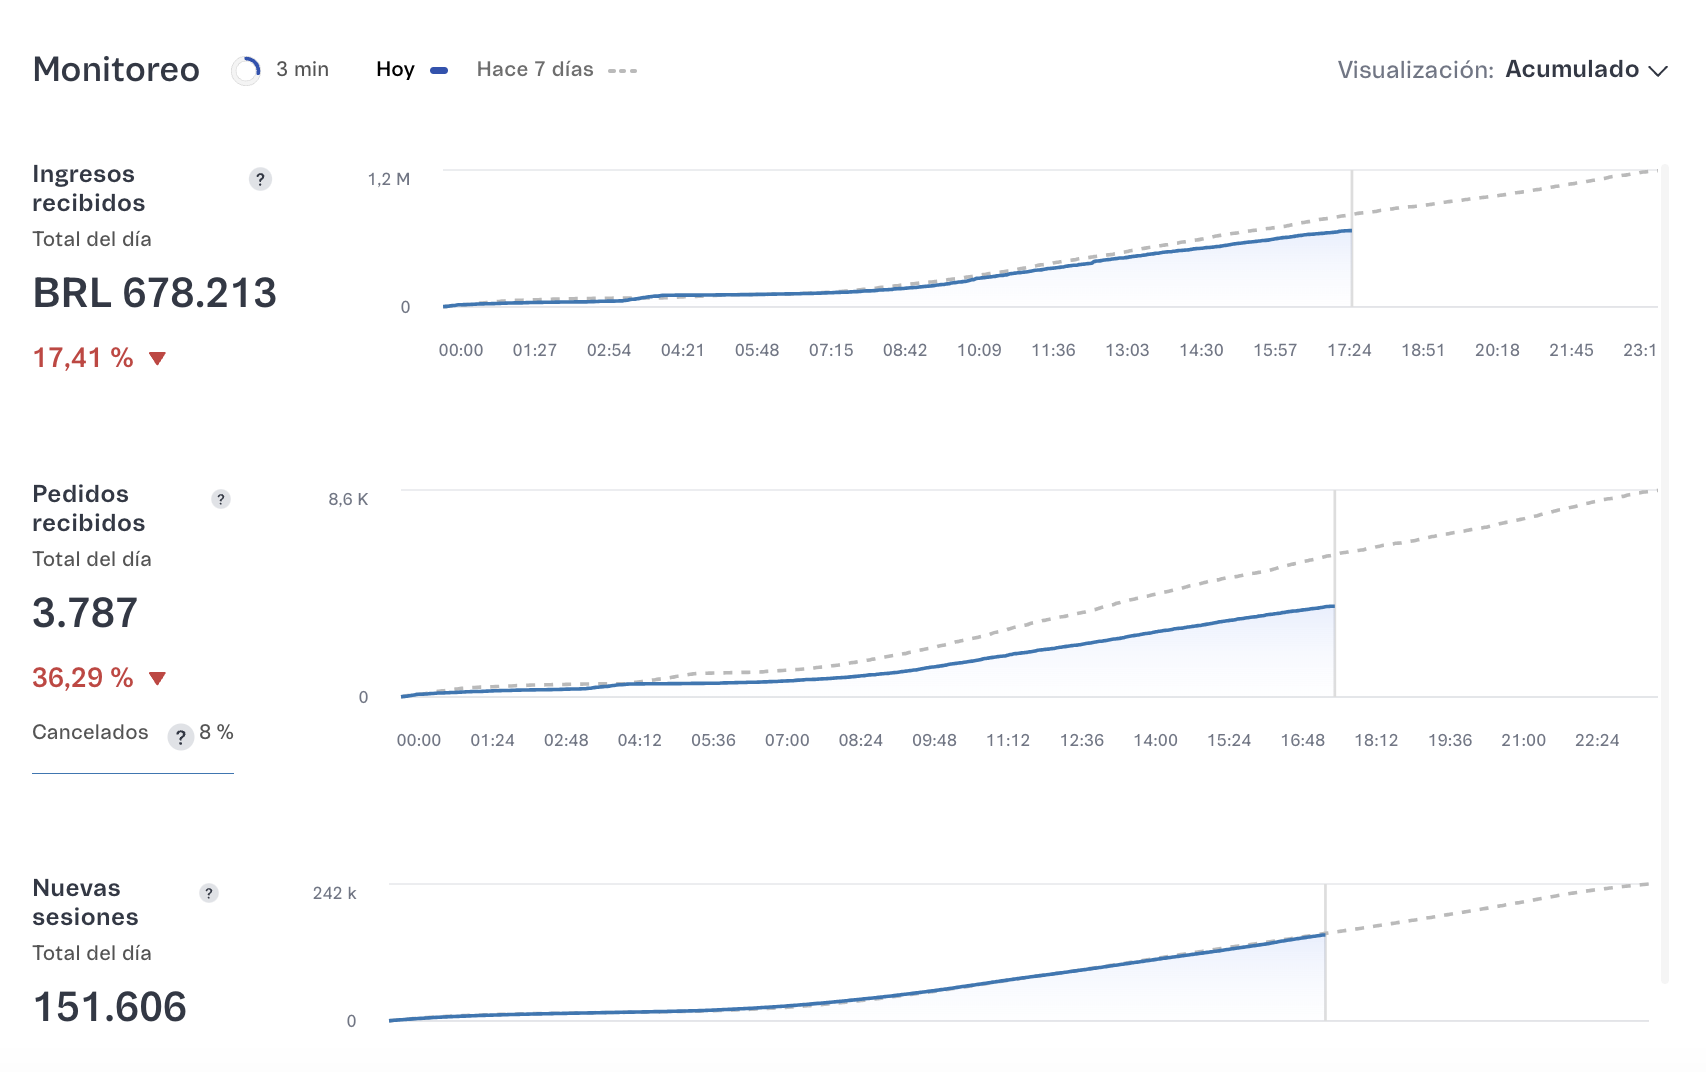 Monitoreo 3 min Hoy Hace 7 días Visualización: Acumulado
Ingresos recibidos ?
Total del día
BRL 678.213
17,41 %
1,2 M
0
00:00 01:27 02:54 04:21 05:48 07:15 08:42 10:09 11:36 13:03 14:30 15:57 17:24 18:51 20:18 21:45 23:1
Pedidos recibidos ?
Total del día
3.787
36,29 %
Cancelados ? 8 %
8,6 K
0
00:00 01:24 02:48 04:12 05:36 07:00 08:24 09:48 11:12 12:36 14:00 15:24 16:48 18:12 19:36 21:00 22:24
Nuevas sesiones ?
Total del día
151.606
242 k
0